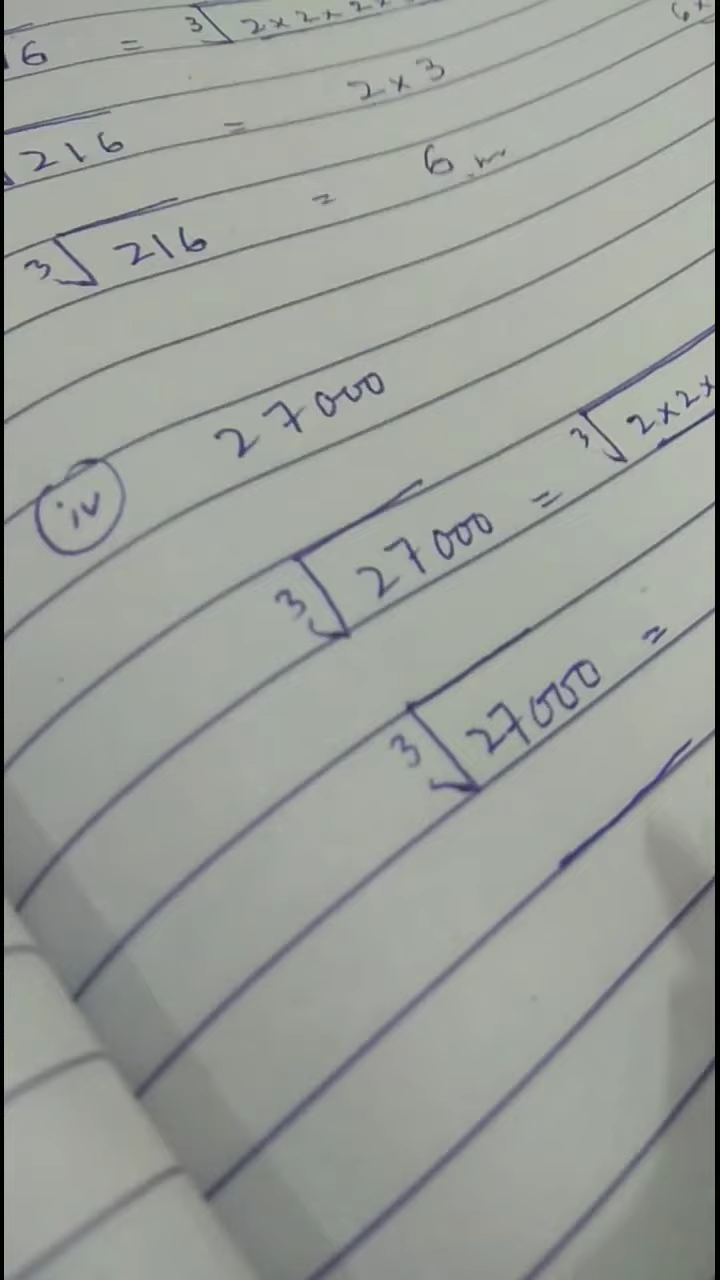 6 = ∛2×2×2×
√216 = 2×3
∛216 = 6
iv 27000
∛27000 = ∛2×2×
∛27000 =